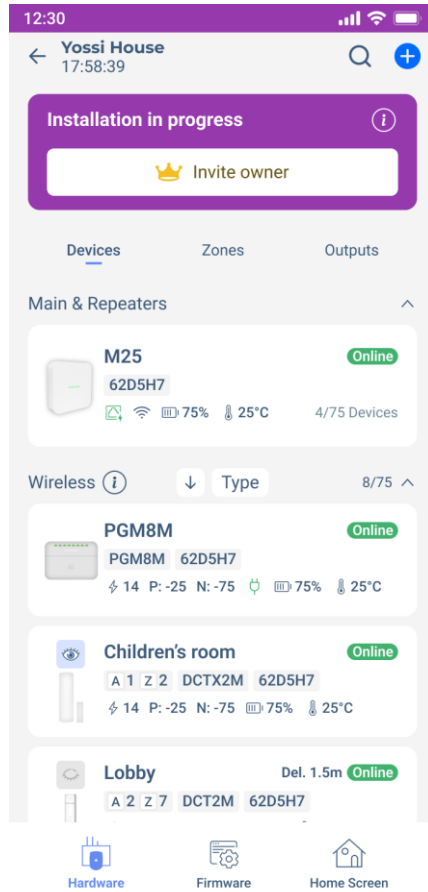 12:30
Yossi House
17:58:39
Installation in progress
Invite owner
Devices Zones Outputs
Main & Repeaters
M25 Online
62D5H7
75% 25°C 4/75 Devices
Wireless Type 8/75
PGM8M Online
PGM8M 62D5H7
14 P: -25 N: -75 75% 25°C
Children's room Online
A 1 Z 2 DCTX2M 62D5H7
14 P: -25 N: -75 75% 25°C
Lobby Del. 1.5m Online
A 2 Z 7 DCT2M 62D5H7
Hardware Firmware Home Screen